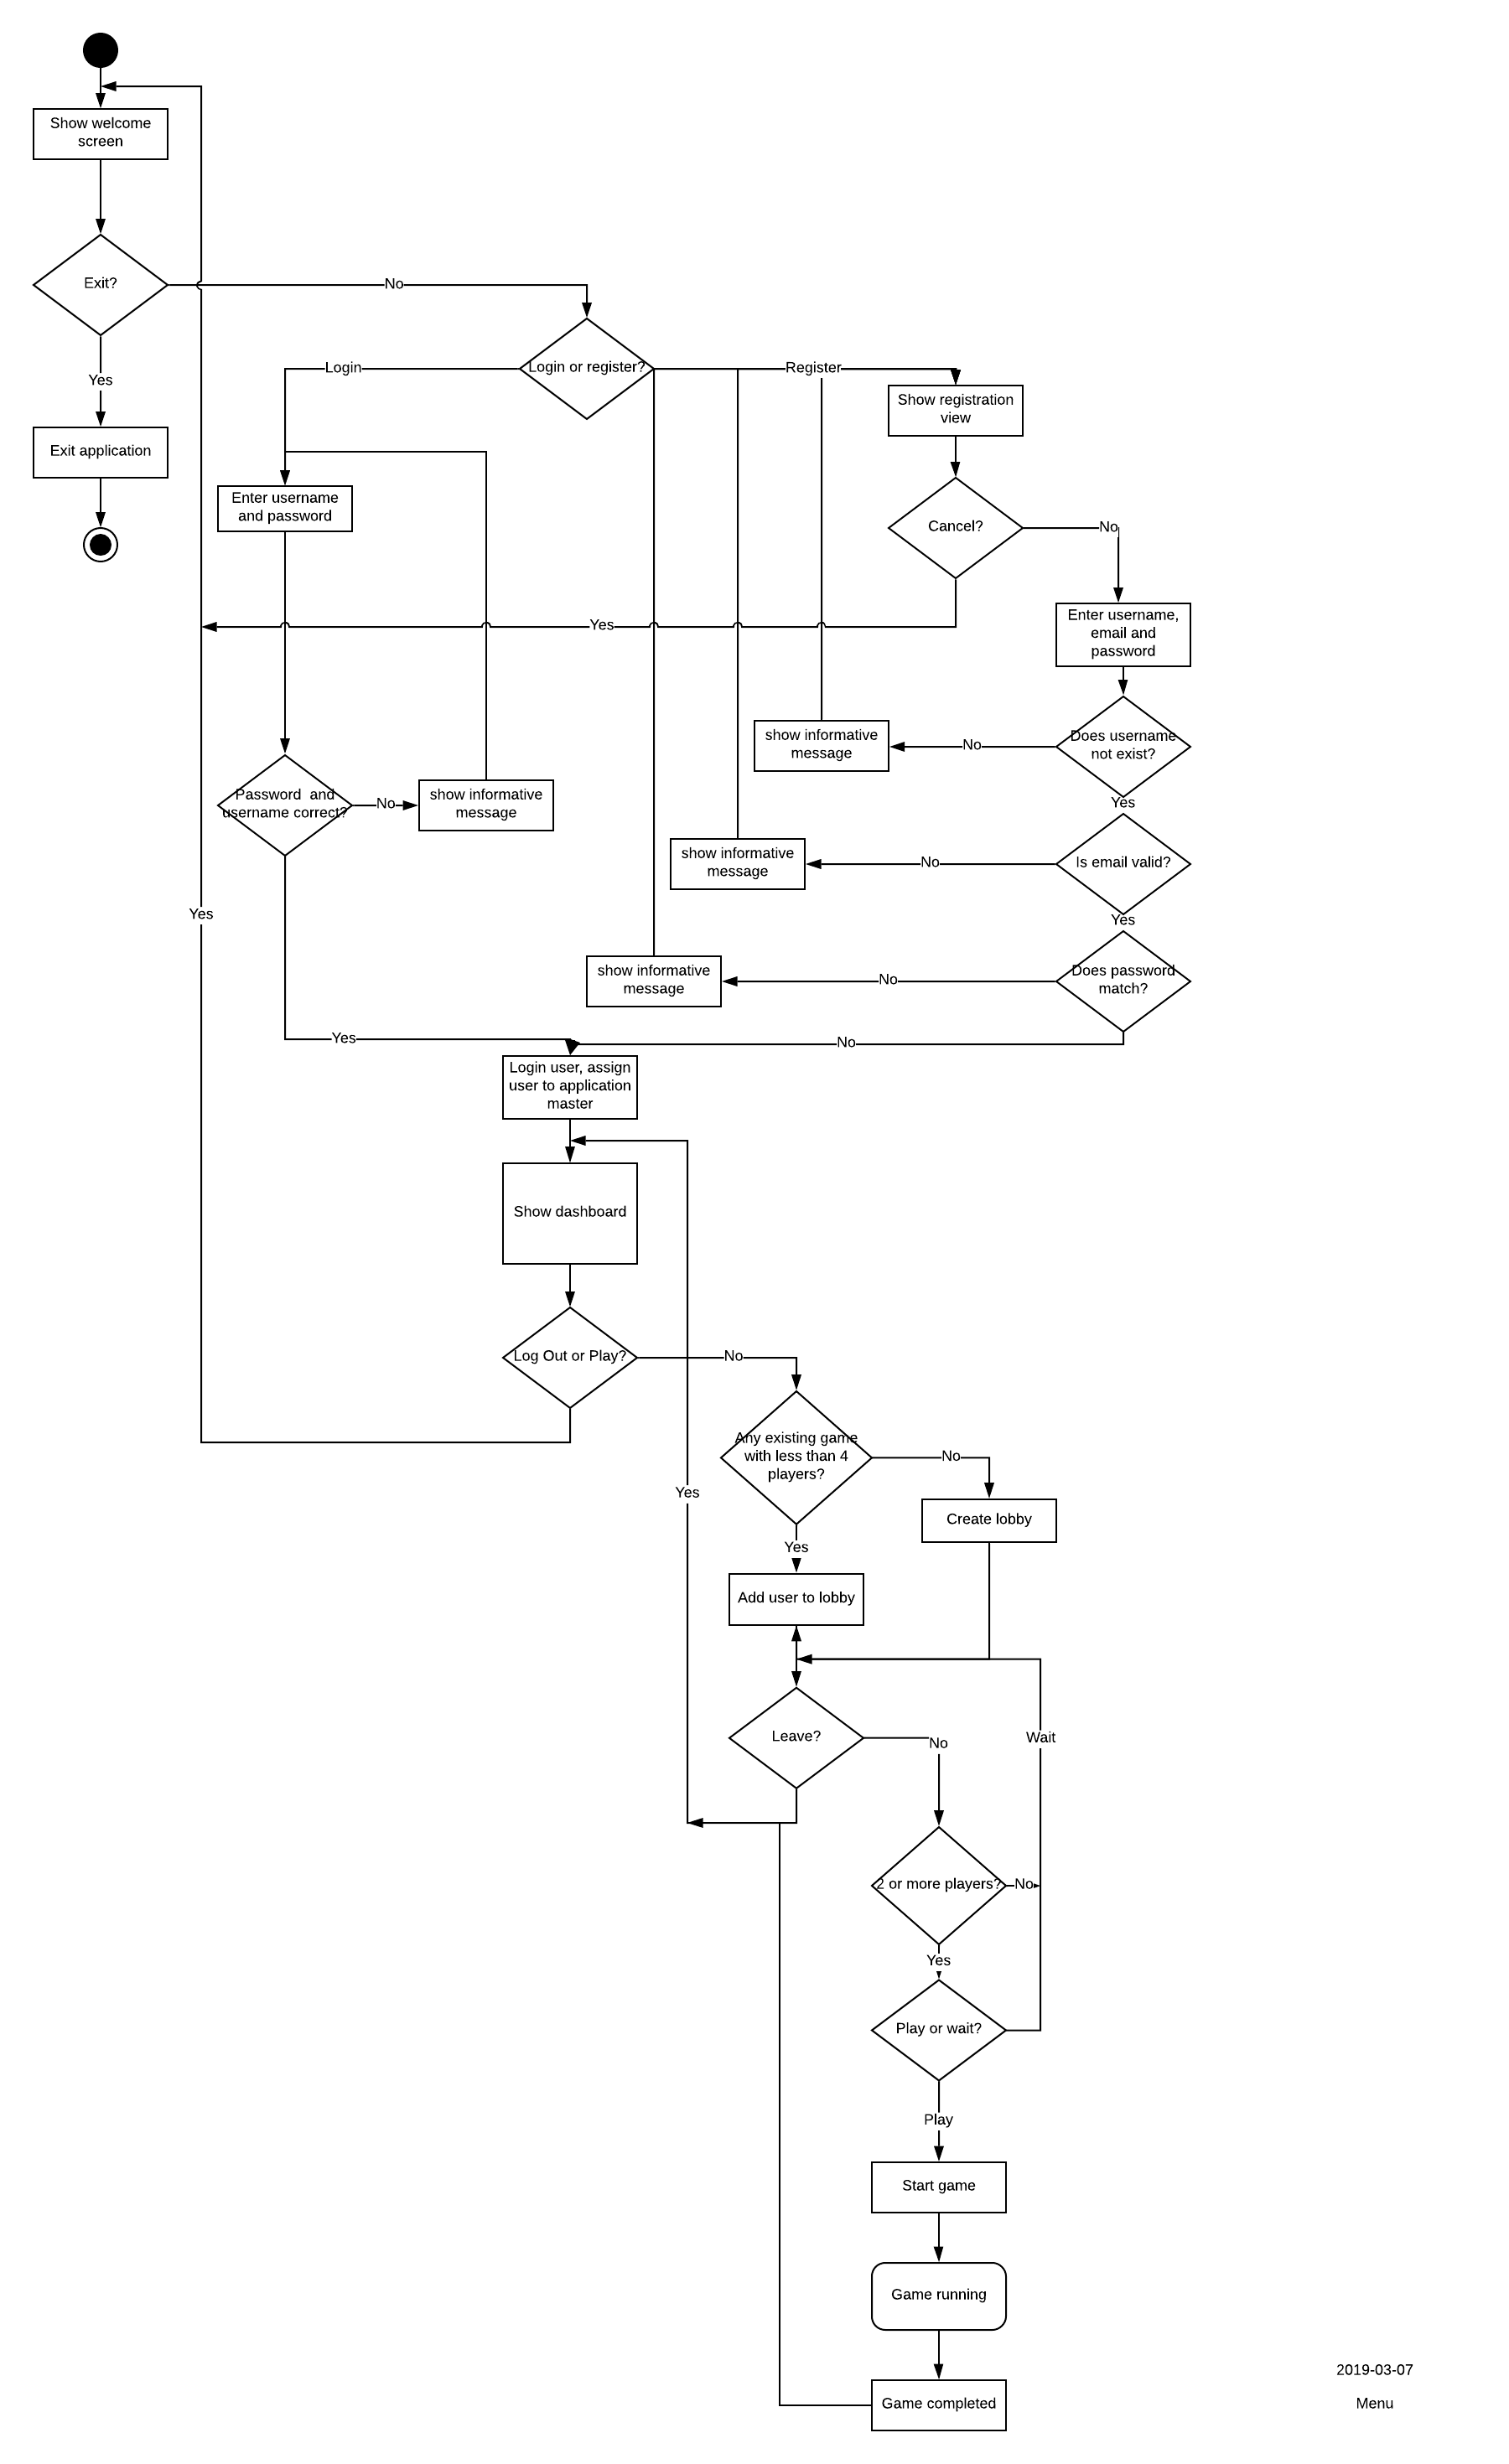 Show welcome
screen
Exit?
No
Yes
Exit application
Login or register?
Login
Register
Show registration
view
Enter username
and password
Cancel?
No
Yes
Enter username,
email and
password
Does username
not exist?
No
show informative
message
Yes
Password  and
username correct?
No
show informative
message
Is email valid?
No
show informative
message
Yes
Yes
Does password
match?
No
show informative
message
Yes
No
Login user, assign
user to application
master
Show dashboard
Log Out or Play?
No
Any existing game
with less than 4
players?
No
Yes
Create lobby
Yes
Add user to lobby
Leave?
No
Wait
2 or more players?
No
Yes
Play or wait?
Play
Start game
Game running
Game completed
2019-03-07
Menu